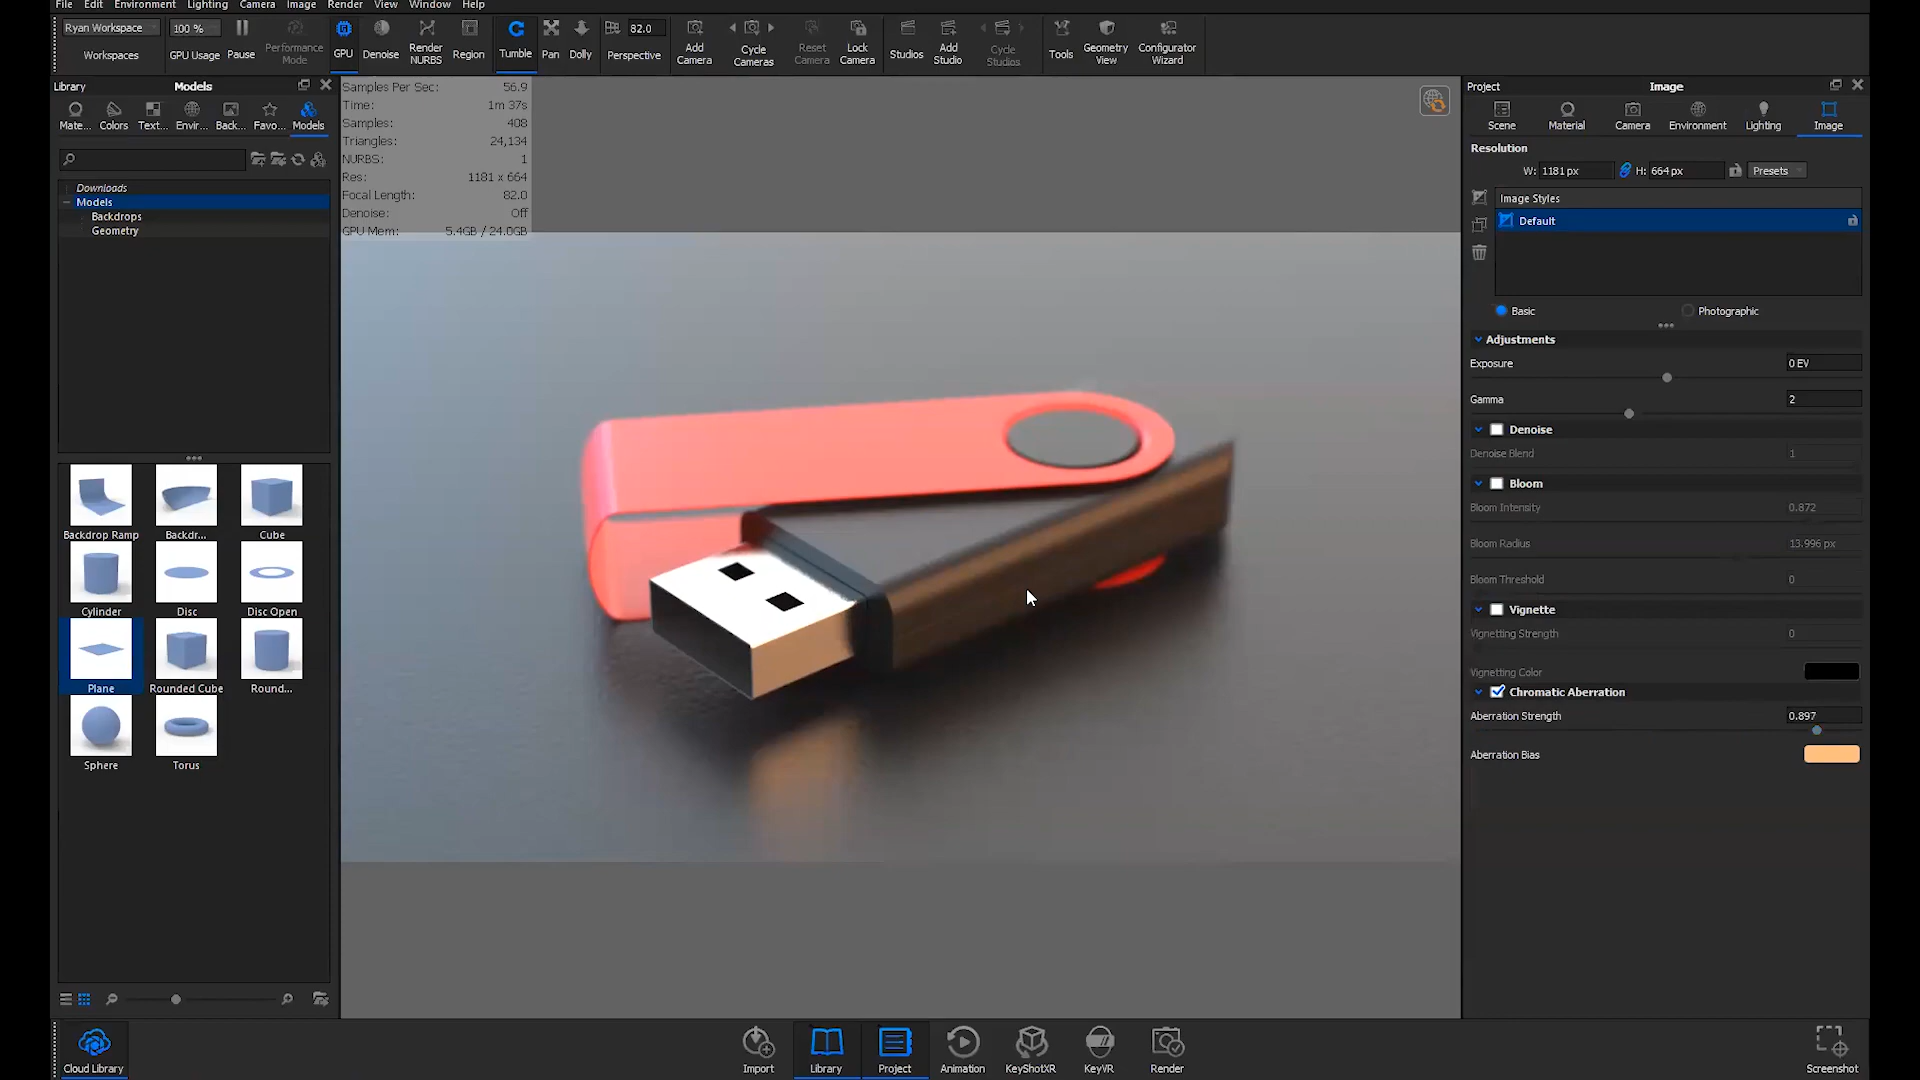 File Edit Environment Lighting Camera Image Render View Window Help
Ryan Workspace 100 % 82.0
Workspaces GPU Usage Pause Performance Mode GPU Denoise Render NURBS Region Tumble Pan Dolly Perspective Add Camera Cycle Cameras Reset Camera Lock Camera Studios Add Studio Cycle Studios Tools Geometry View Configurator Wizard
Library Models
Mate... Colors Text... Envir... Back... Favo... Models
Downloads
Models
Backdrops
Geometry
Backdrop Ramp Backdr... Cube
Cylinder Disc Disc Open
Plane Rounded Cube Round...
Sphere Torus
Samples Per Sec: 56.9
Time: 1m 37s
Samples: 408
Triangles: 24,134
NURBS: 1
Res: 1181 x 664
Focal Length: 82.0
Denoise: Off
GPU Mem: 5.4GB / 24.0GB
Project Image
Scene Material Camera Environment Lighting Image
Resolution
W: 1181 px H: 664 px Presets
Image Styles
Default
Basic Photographic
Adjustments
Exposure 0 EV
Gamma 2
Denoise
Denoise Blend 1
Bloom
Bloom Intensity 0.872
Bloom Radius 13.996 px
Bloom Threshold 0
Vignette
Vignetting Strength 0
Vignetting Color
Chromatic Aberration
Aberration Strength 0.897
Aberration Bias
Cloud Library Import Library Project Animation KeyShotXR KeyVR Render Screenshot